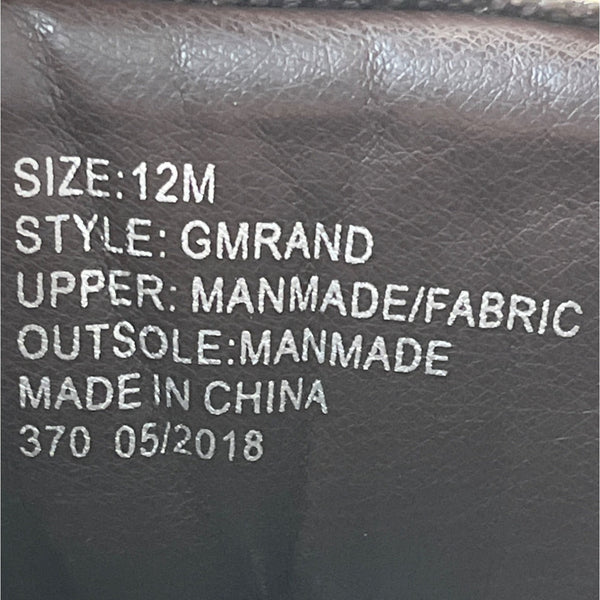 SIZE:12M
STYLE: GMRAND
UPPER: MANMADE/FABRIC
OUTSOLE:MANMADE
MADE IN CHINA
370 05/2018